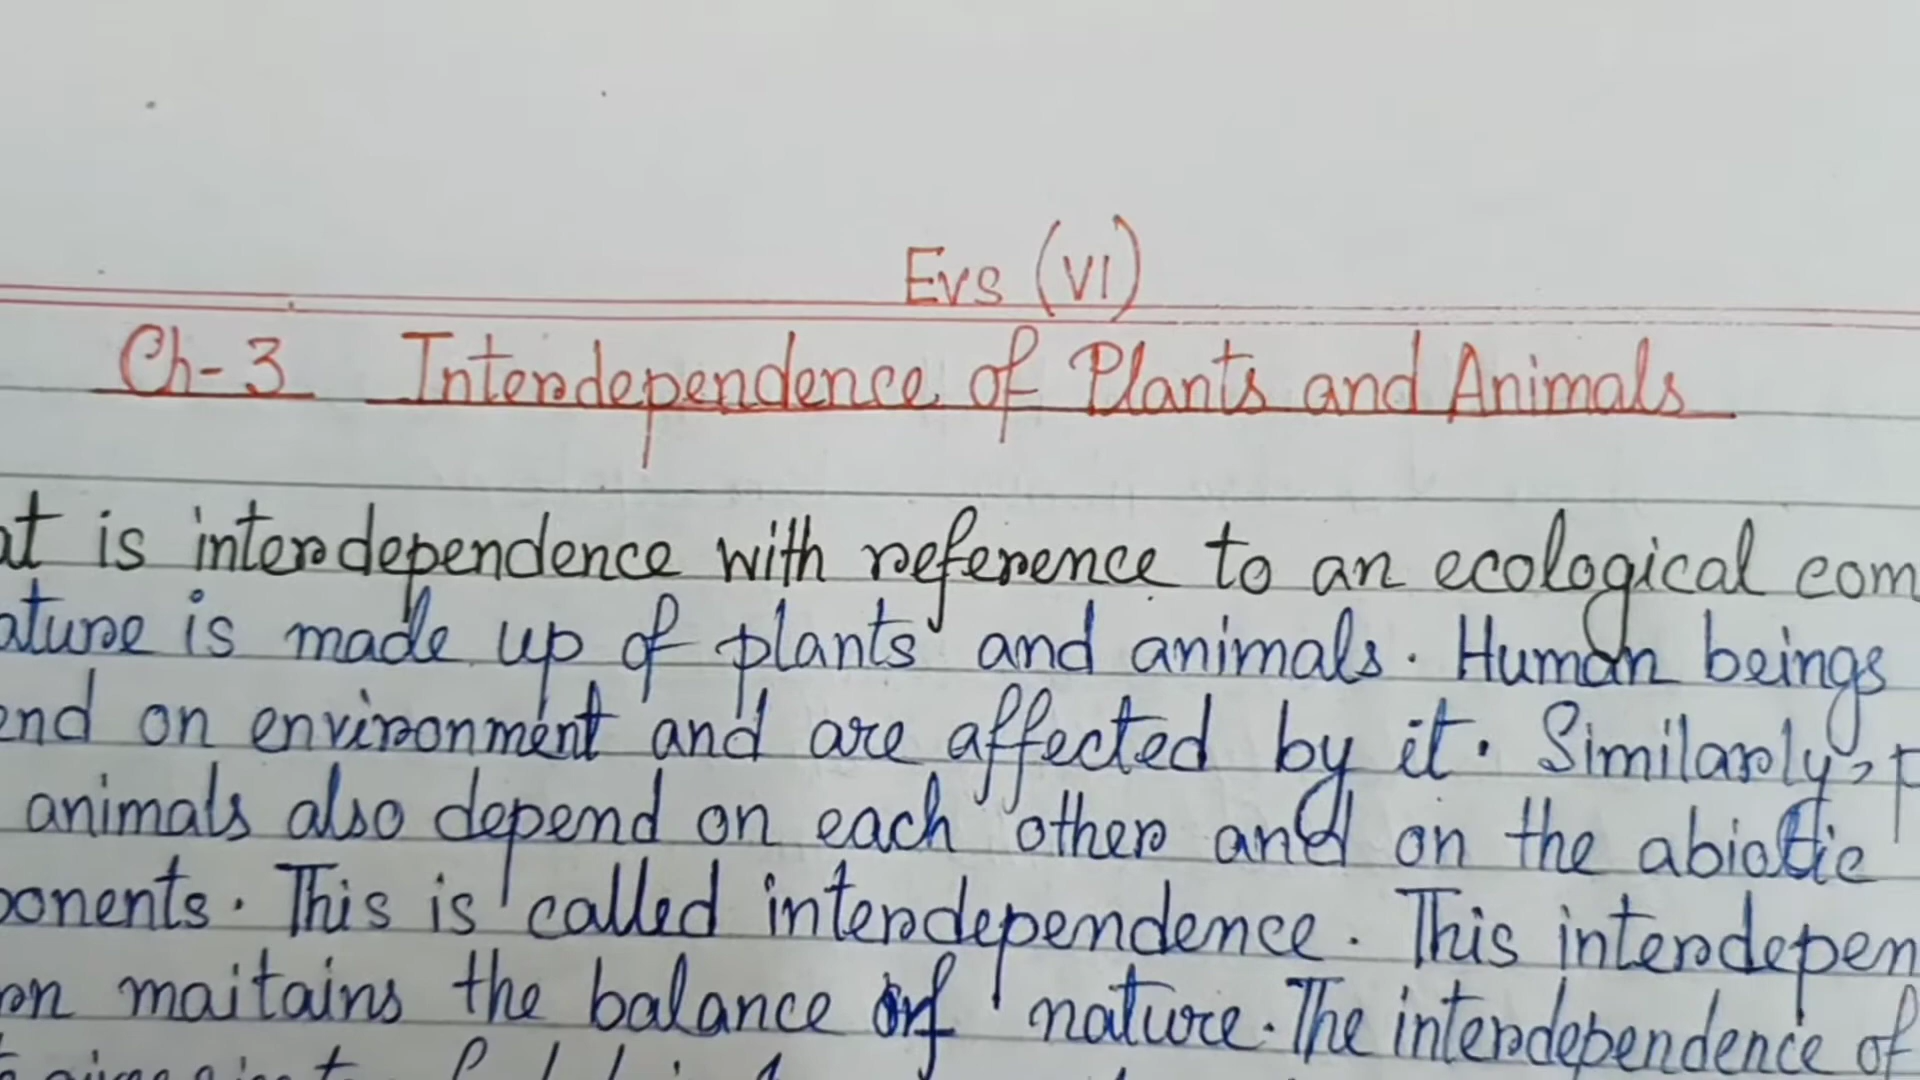 Evs (VI)
Ch-3 Interdependence of Plants and Animals
at is interdependence with reference to an ecological com
ature is made up of plants and animals. Human beings
end on environment and are affected by it. Similarly,
animals also depend on each other and on the abiotic
ponents. This is called interdependence. This interdepen
on maitains the balance of nature. The interdependence of